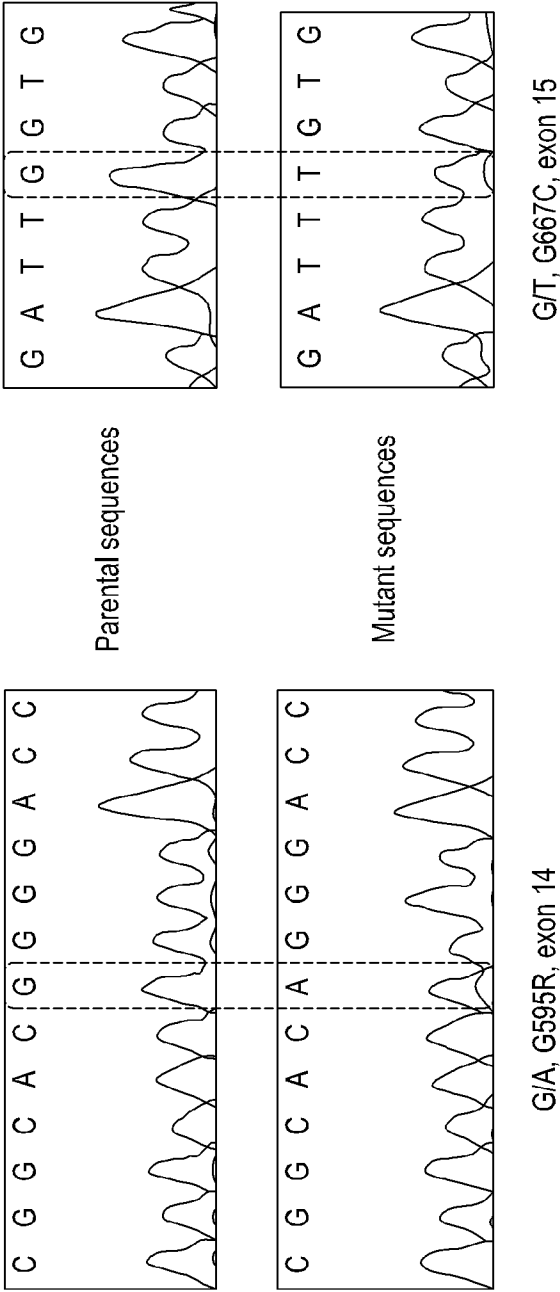 C G G C A C G G G G A C C
G A T T G G T G
Parental sequences
C G G C A C A G G G A C C
G A T T T G T G
Mutant sequences
G/A, G595R, exon 14
G/T, G667C, exon 15